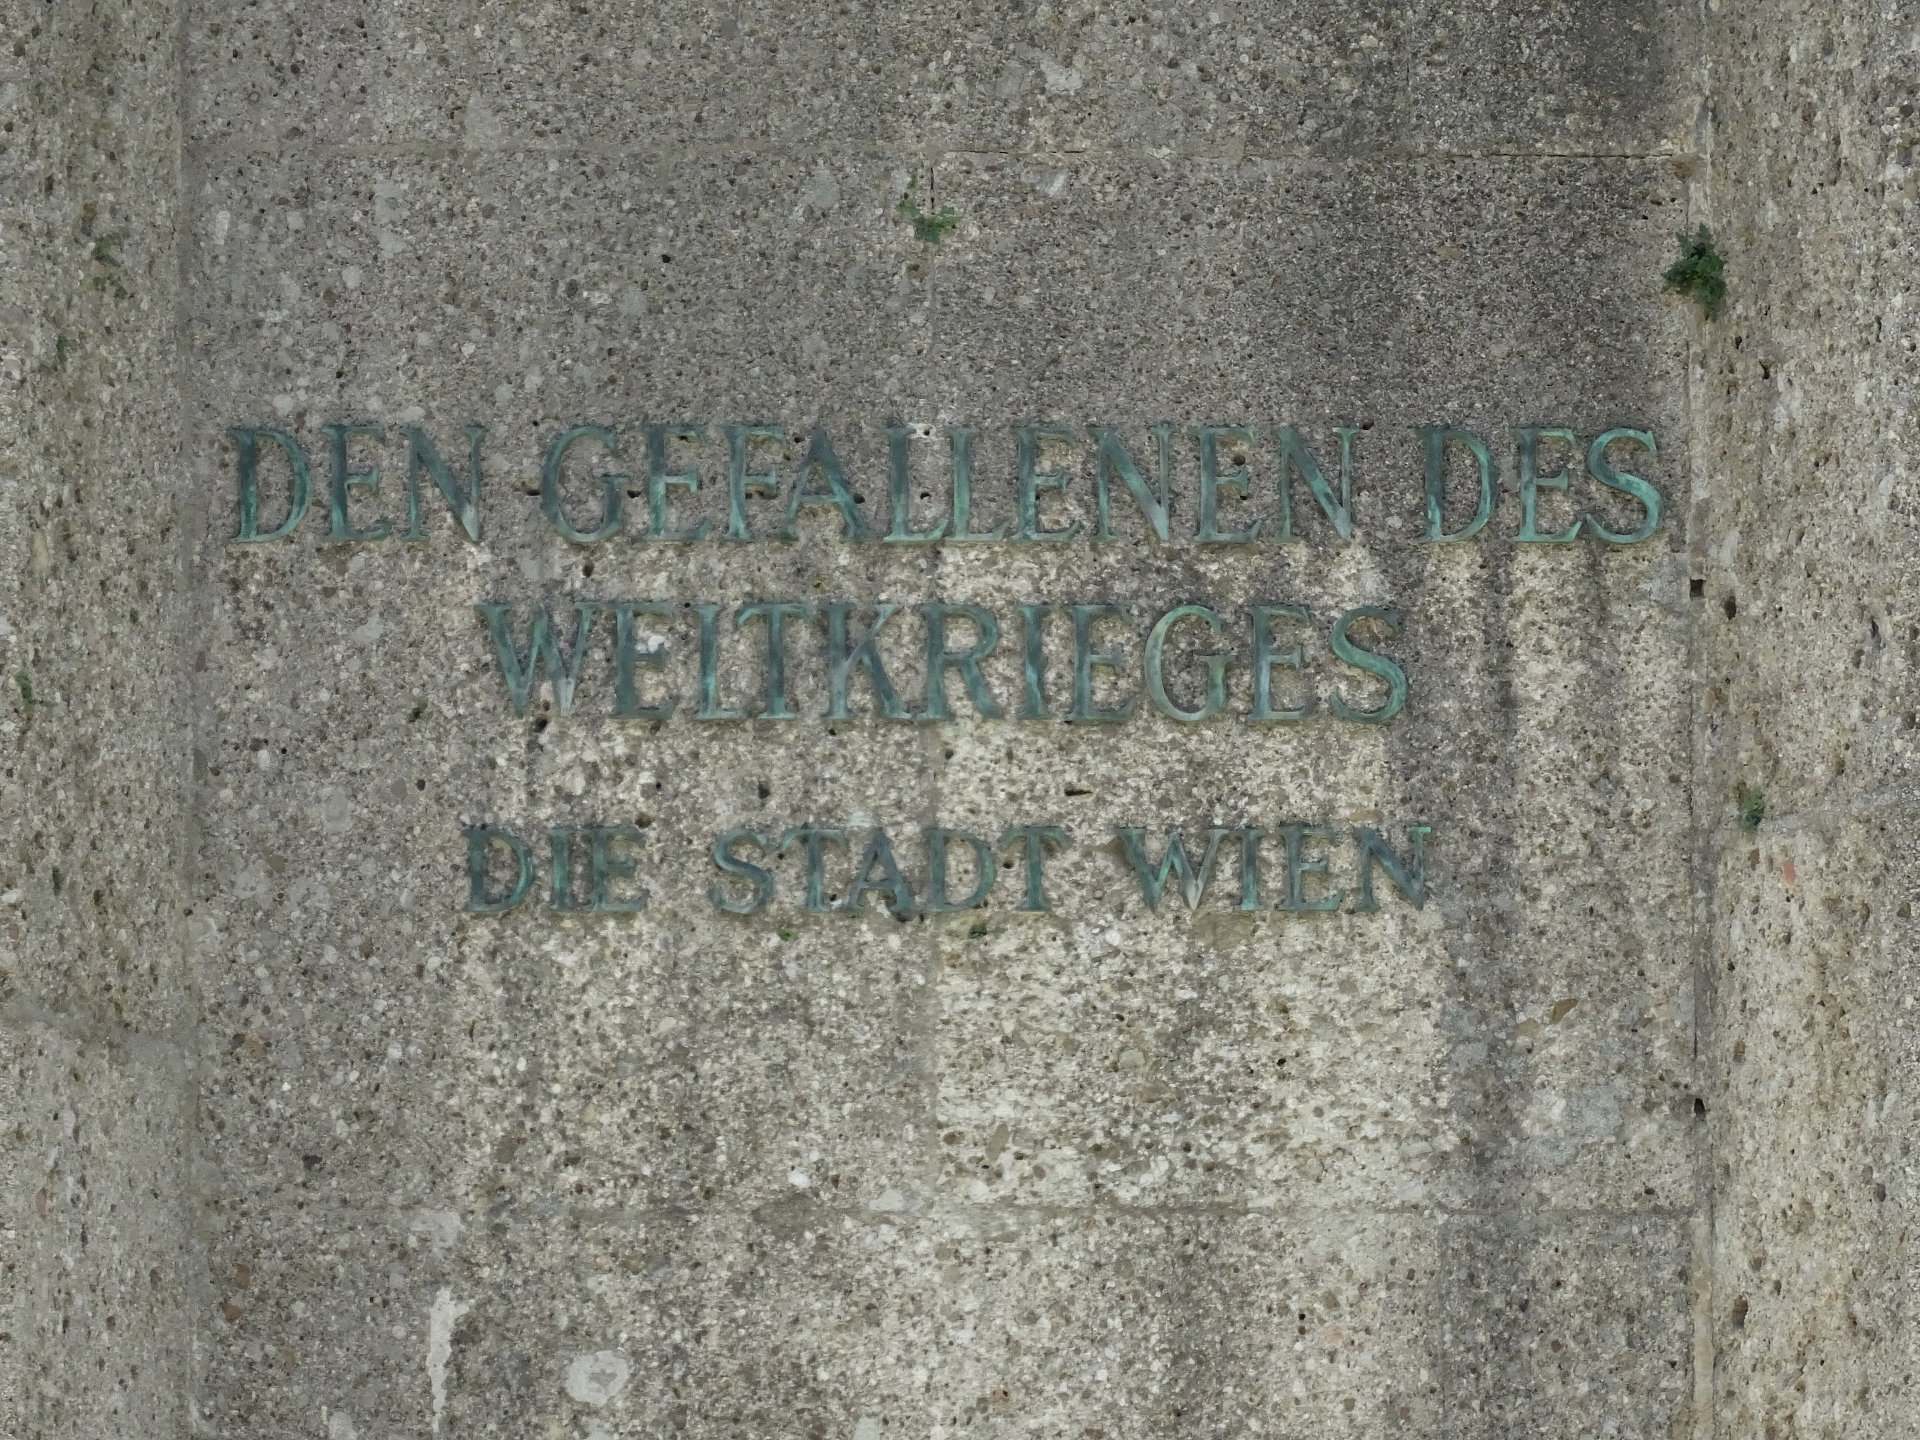 DEN GEFALLENEN DES
WELTKRIEGES
DIE STADT WIEN